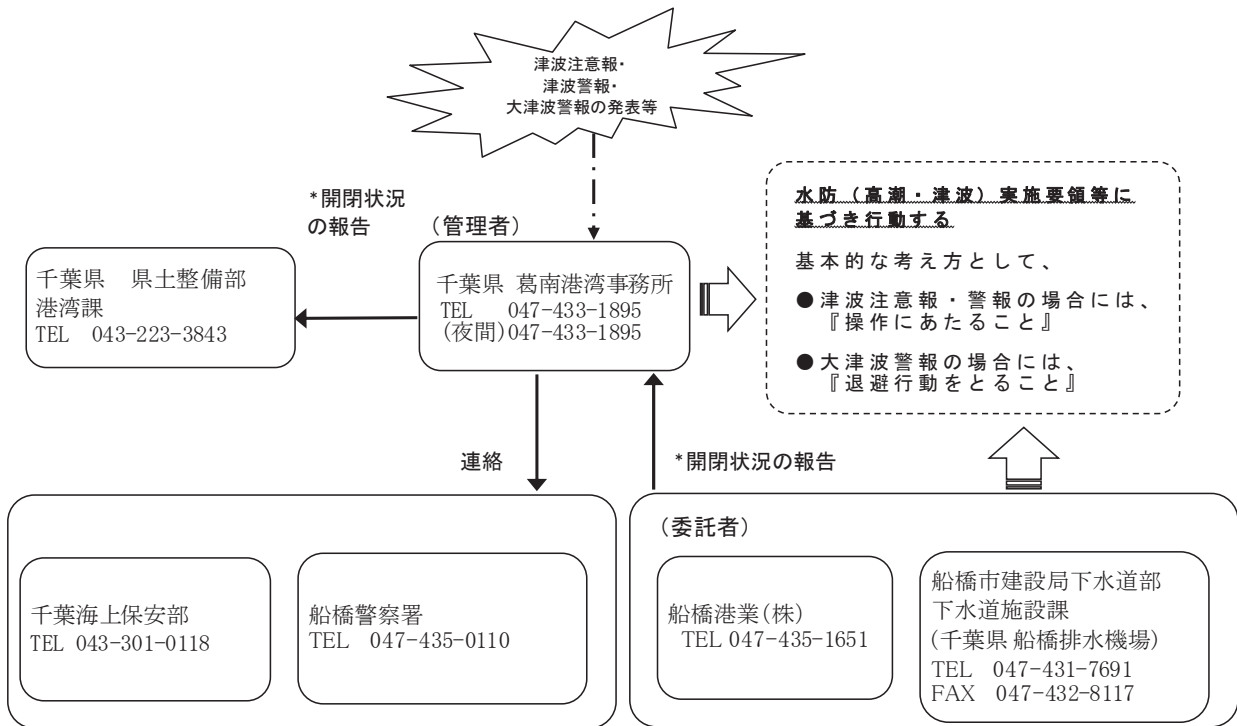 津波注意報・
津波警報・
大津波警報の発表等
*開閉状況
の報告
(管理者)
千葉県　県土整備部
港湾課
TEL　043-223-3843
千葉県 葛南港湾事務所
TEL　047-433-1895
(夜間)047-433-1895
水防（高潮・津波）実施要領等に
基づき行動する
基本的な考え方として、
●津波注意報・警報の場合には、
『操作にあたること』
●大津波警報の場合には、
『退避行動をとること』
連絡
*開閉状況の報告
千葉海上保安部
TEL 043-301-0118
船橋警察署
TEL　047-435-0110
(委託者)
船橋港業(株)
TEL 047-435-1651
船橋市建設局下水道部
下水道施設課
(千葉県 船橋排水機場)
TEL　047-431-7691
FAX　047-432-8117